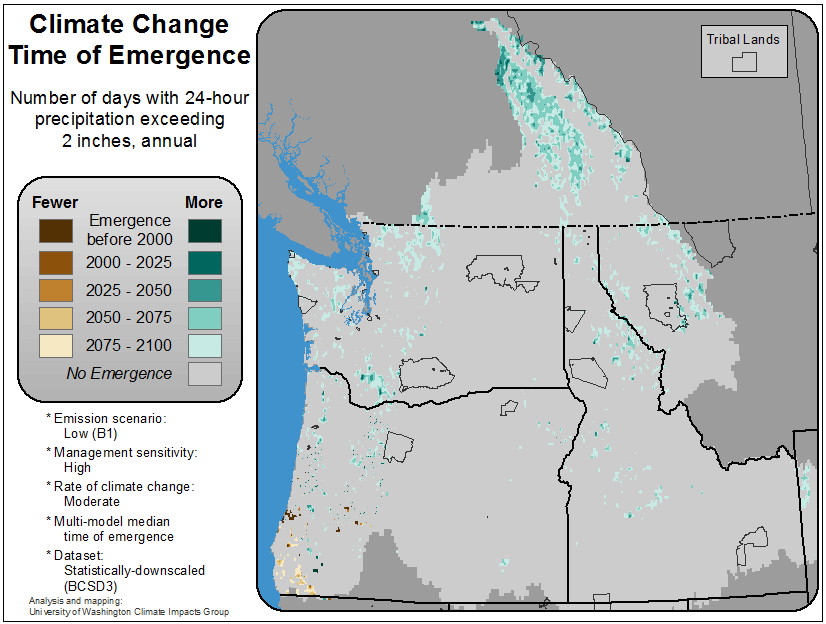 Climate Change
Time of Emergence
Number of days with 24-hour
precipitation exceeding
2 inches, annual
Fewer
More
Emergence
before 2000
2000 - 2025
2025 - 2050
2050 - 2075
2075 - 2100
No Emergence
* Emission scenario:
Low (B1)
* Management sensitivity:
High
* Rate of climate change:
Moderate
* Multi-model median
time of emergence
* Dataset:
Statistically-downscaled
(BCSD3)
Analysis and mapping:
University of Washington Climate Impacts Group
Tribal Lands